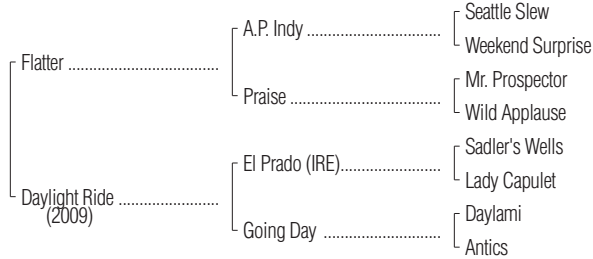 Seattle Slew
A.P. Indy ..............................
Weekend Surprise
Flatter ..................................
Mr. Prospector
Praise ..................................
Wild Applause
Sadler's Wells
El Prado (IRE)......................
Lady Capulet
Daylight Ride ......................
(2009)
Daylami
Going Day ..........................
Antics